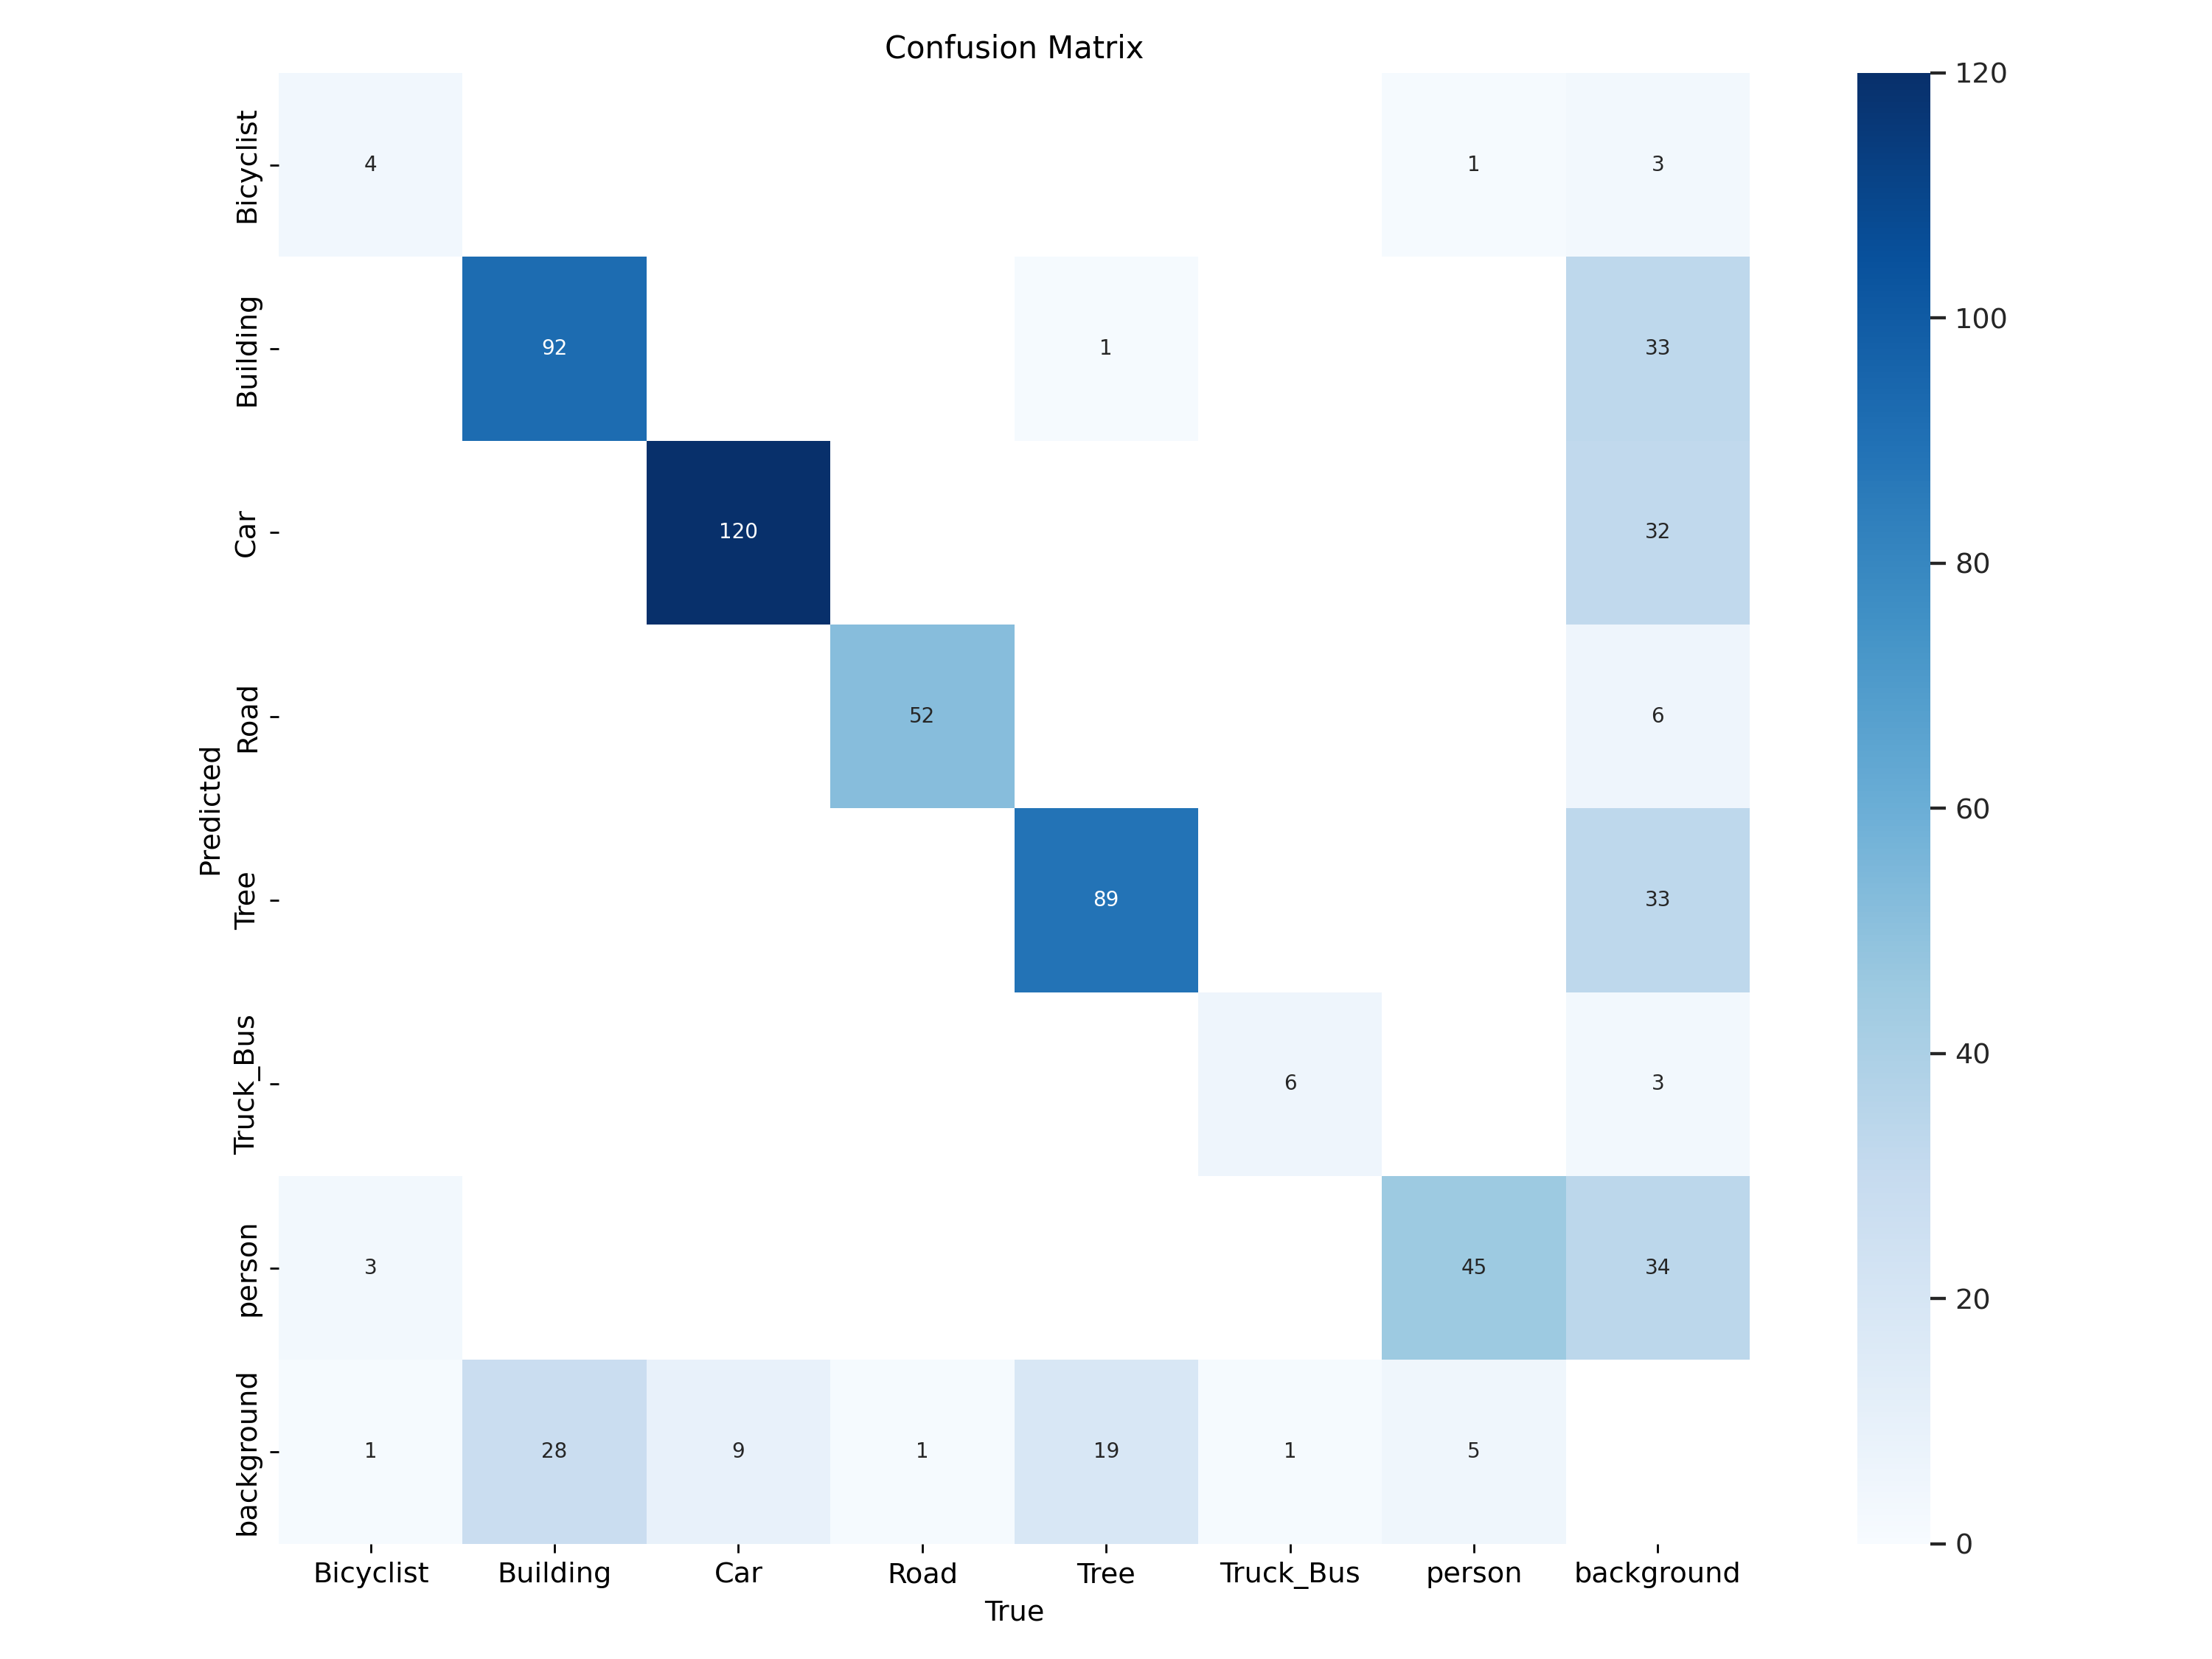 Confusion Matrix
Bicyclist
4
1
3
120
Building
92
1
33
100
Car
120
32
80
Road
52
6
60
Predicted
Tree
89
33
40
Truck_Bus
6
3
person
3
45
34
20
background
1
28
9
1
19
1
5
0
Bicyclist Building Car Road Tree Truck_Bus person background
True